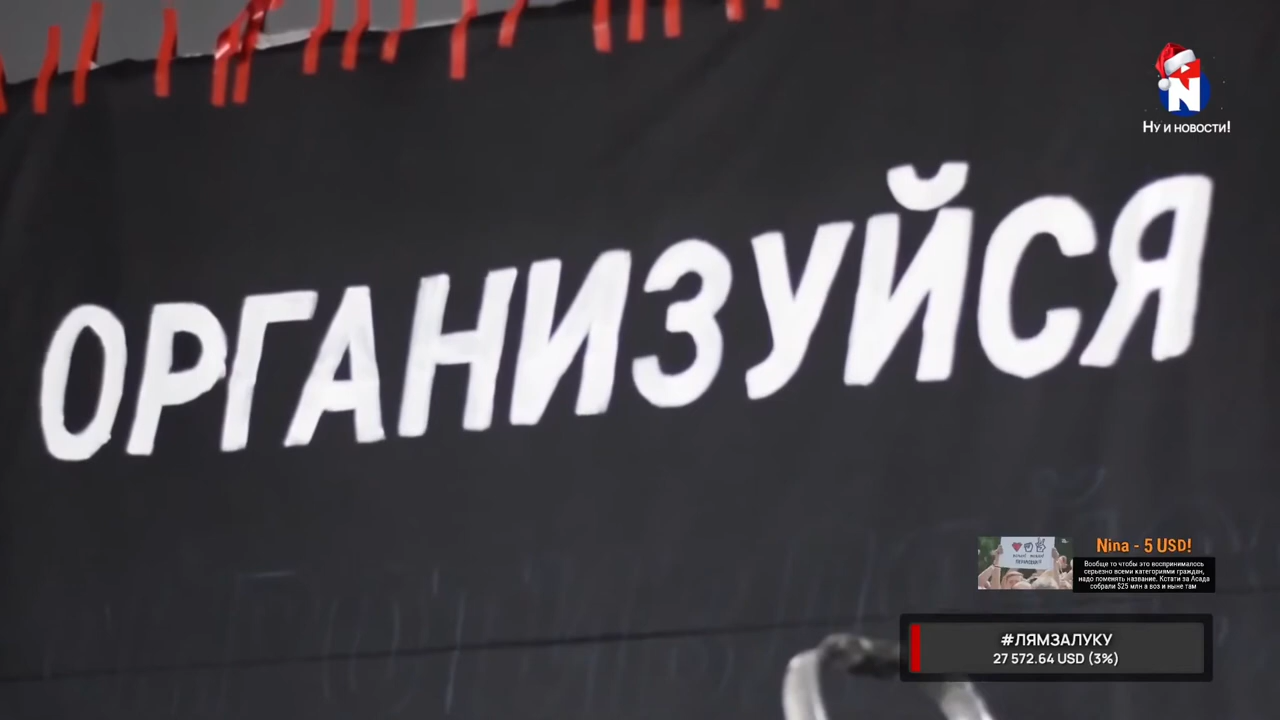 Ну и новости!
ОРГАНИЗУЙСЯ
Nina - 5 USD!
Вообще то чтобы это воспринималось
серьезно всеми категориями граждан,
надо поменять название. Кстати за Асада
собрали $25 млн а воз и ныне там
#ЛЯМЗАЛУКУ
27 572.64 USD (3%)